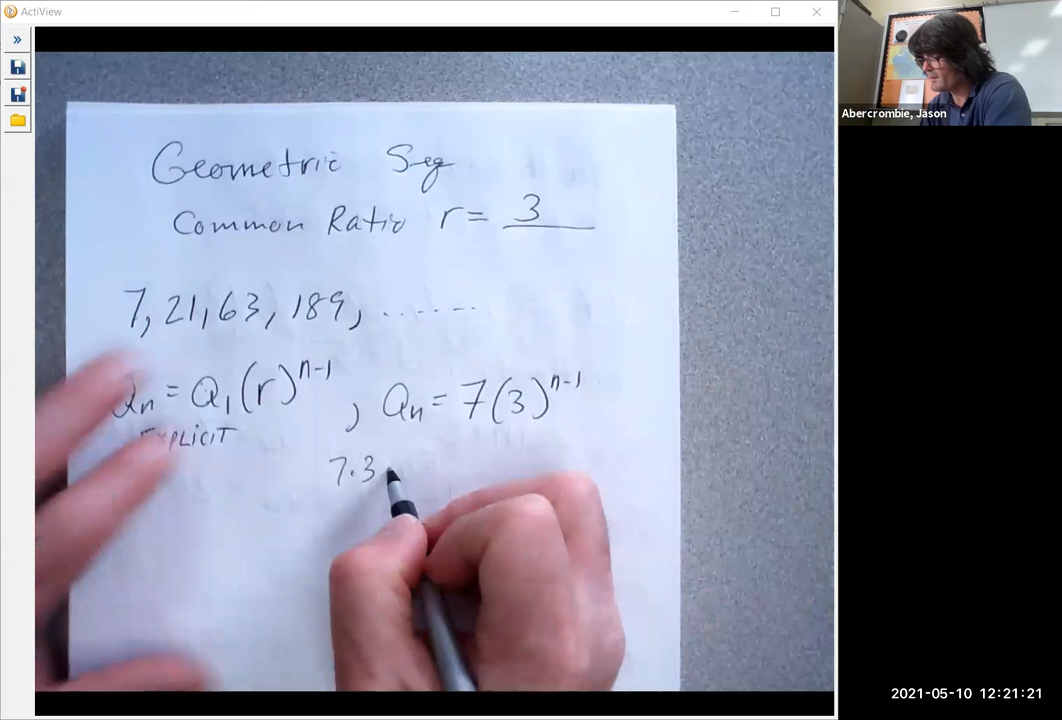 ActiView
Abercrombie, Jason
Geometric Seq
Common Ratio r = 3
7, 21, 63, 189, .......
an = a1(r)^n-1 , an = 7(3)^n-1
EXPLICIT
7·3
2021-05-10 12:21:21